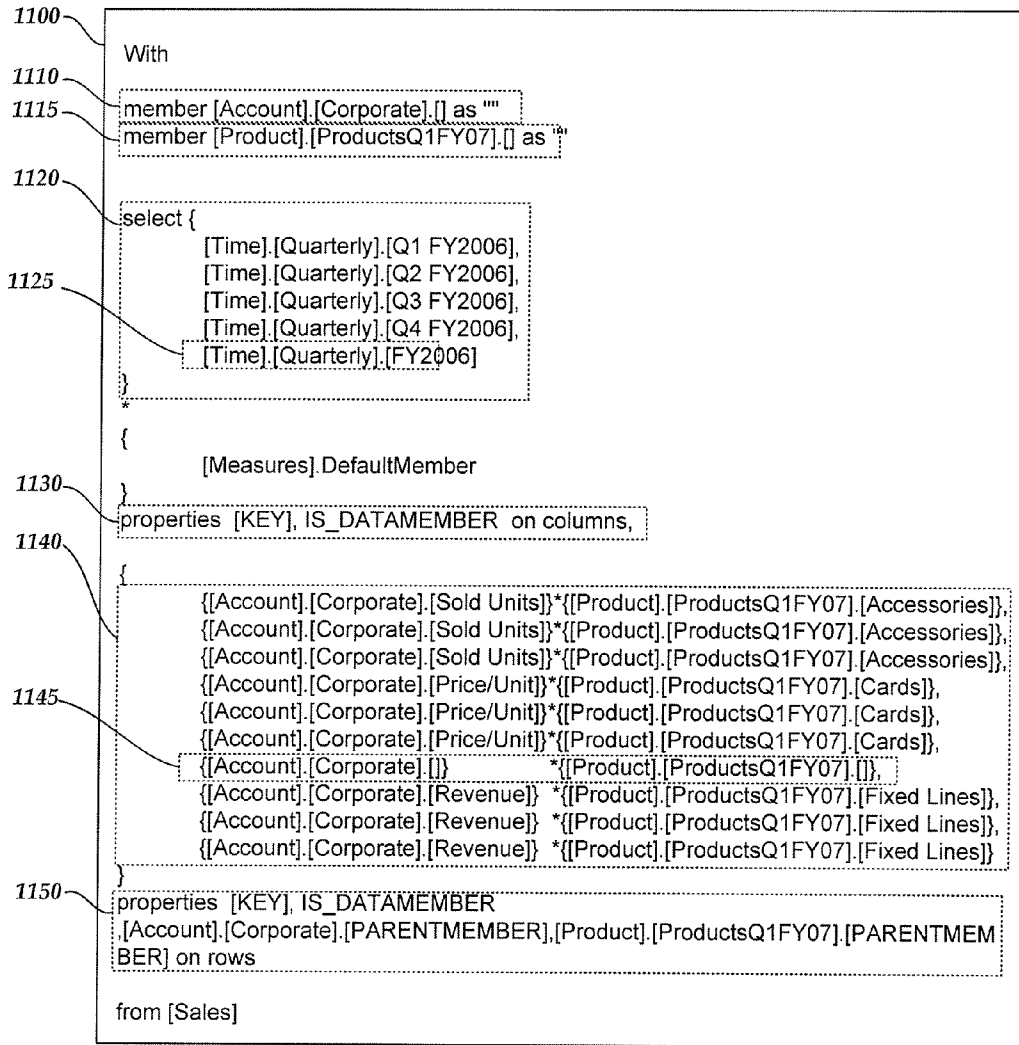 1100
With
1110
member [Account].[Corporate].[] as ""
1115
member [Product].[ProductsQ1FY07].[] as ""
1120
select {
[Time].[Quarterly].[Q1 FY2006],
[Time].[Quarterly].[Q2 FY2006],
1125
[Time].[Quarterly].[Q3 FY2006],
[Time].[Quarterly].[Q4 FY2006],
[Time].[Quarterly].[FY2006]
}
*
{
[Measures].DefaultMember
1130
}
properties [KEY], IS_DATAMEMBER on columns,
1140
{
{[Account].[Corporate].[Sold Units]}*{[Product].[ProductsQ1FY07].[Accessories]},
{[Account].[Corporate].[Sold Units]}*{[Product].[ProductsQ1FY07].[Accessories]},
{[Account].[Corporate].[Sold Units]}*{[Product].[ProductsQ1FY07].[Accessories]},
{[Account].[Corporate].[Price/Unit]}*{[Product].[ProductsQ1FY07].[Cards]},
1145
{[Account].[Corporate].[Price/Unit]}*{[Product].[ProductsQ1FY07].[Cards]},
{[Account].[Corporate].[Price/Unit]}*{[Product].[ProductsQ1FY07].[Cards]},
{[Account].[Corporate].[]} *{[Product].[ProductsQ1FY07].[]},
{[Account].[Corporate].[Revenue]} *{[Product].[ProductsQ1FY07].[Fixed Lines]},
{[Account].[Corporate].[Revenue]} *{[Product].[ProductsQ1FY07].[Fixed Lines]},
{[Account].[Corporate].[Revenue]} *{[Product].[ProductsQ1FY07].[Fixed Lines]}
}
1150
properties [KEY], IS_DATAMEMBER
,[Account].[Corporate].[PARENTMEMBER],[Product].[ProductsQ1FY07].[PARENTMEM
BER] on rows
from [Sales]